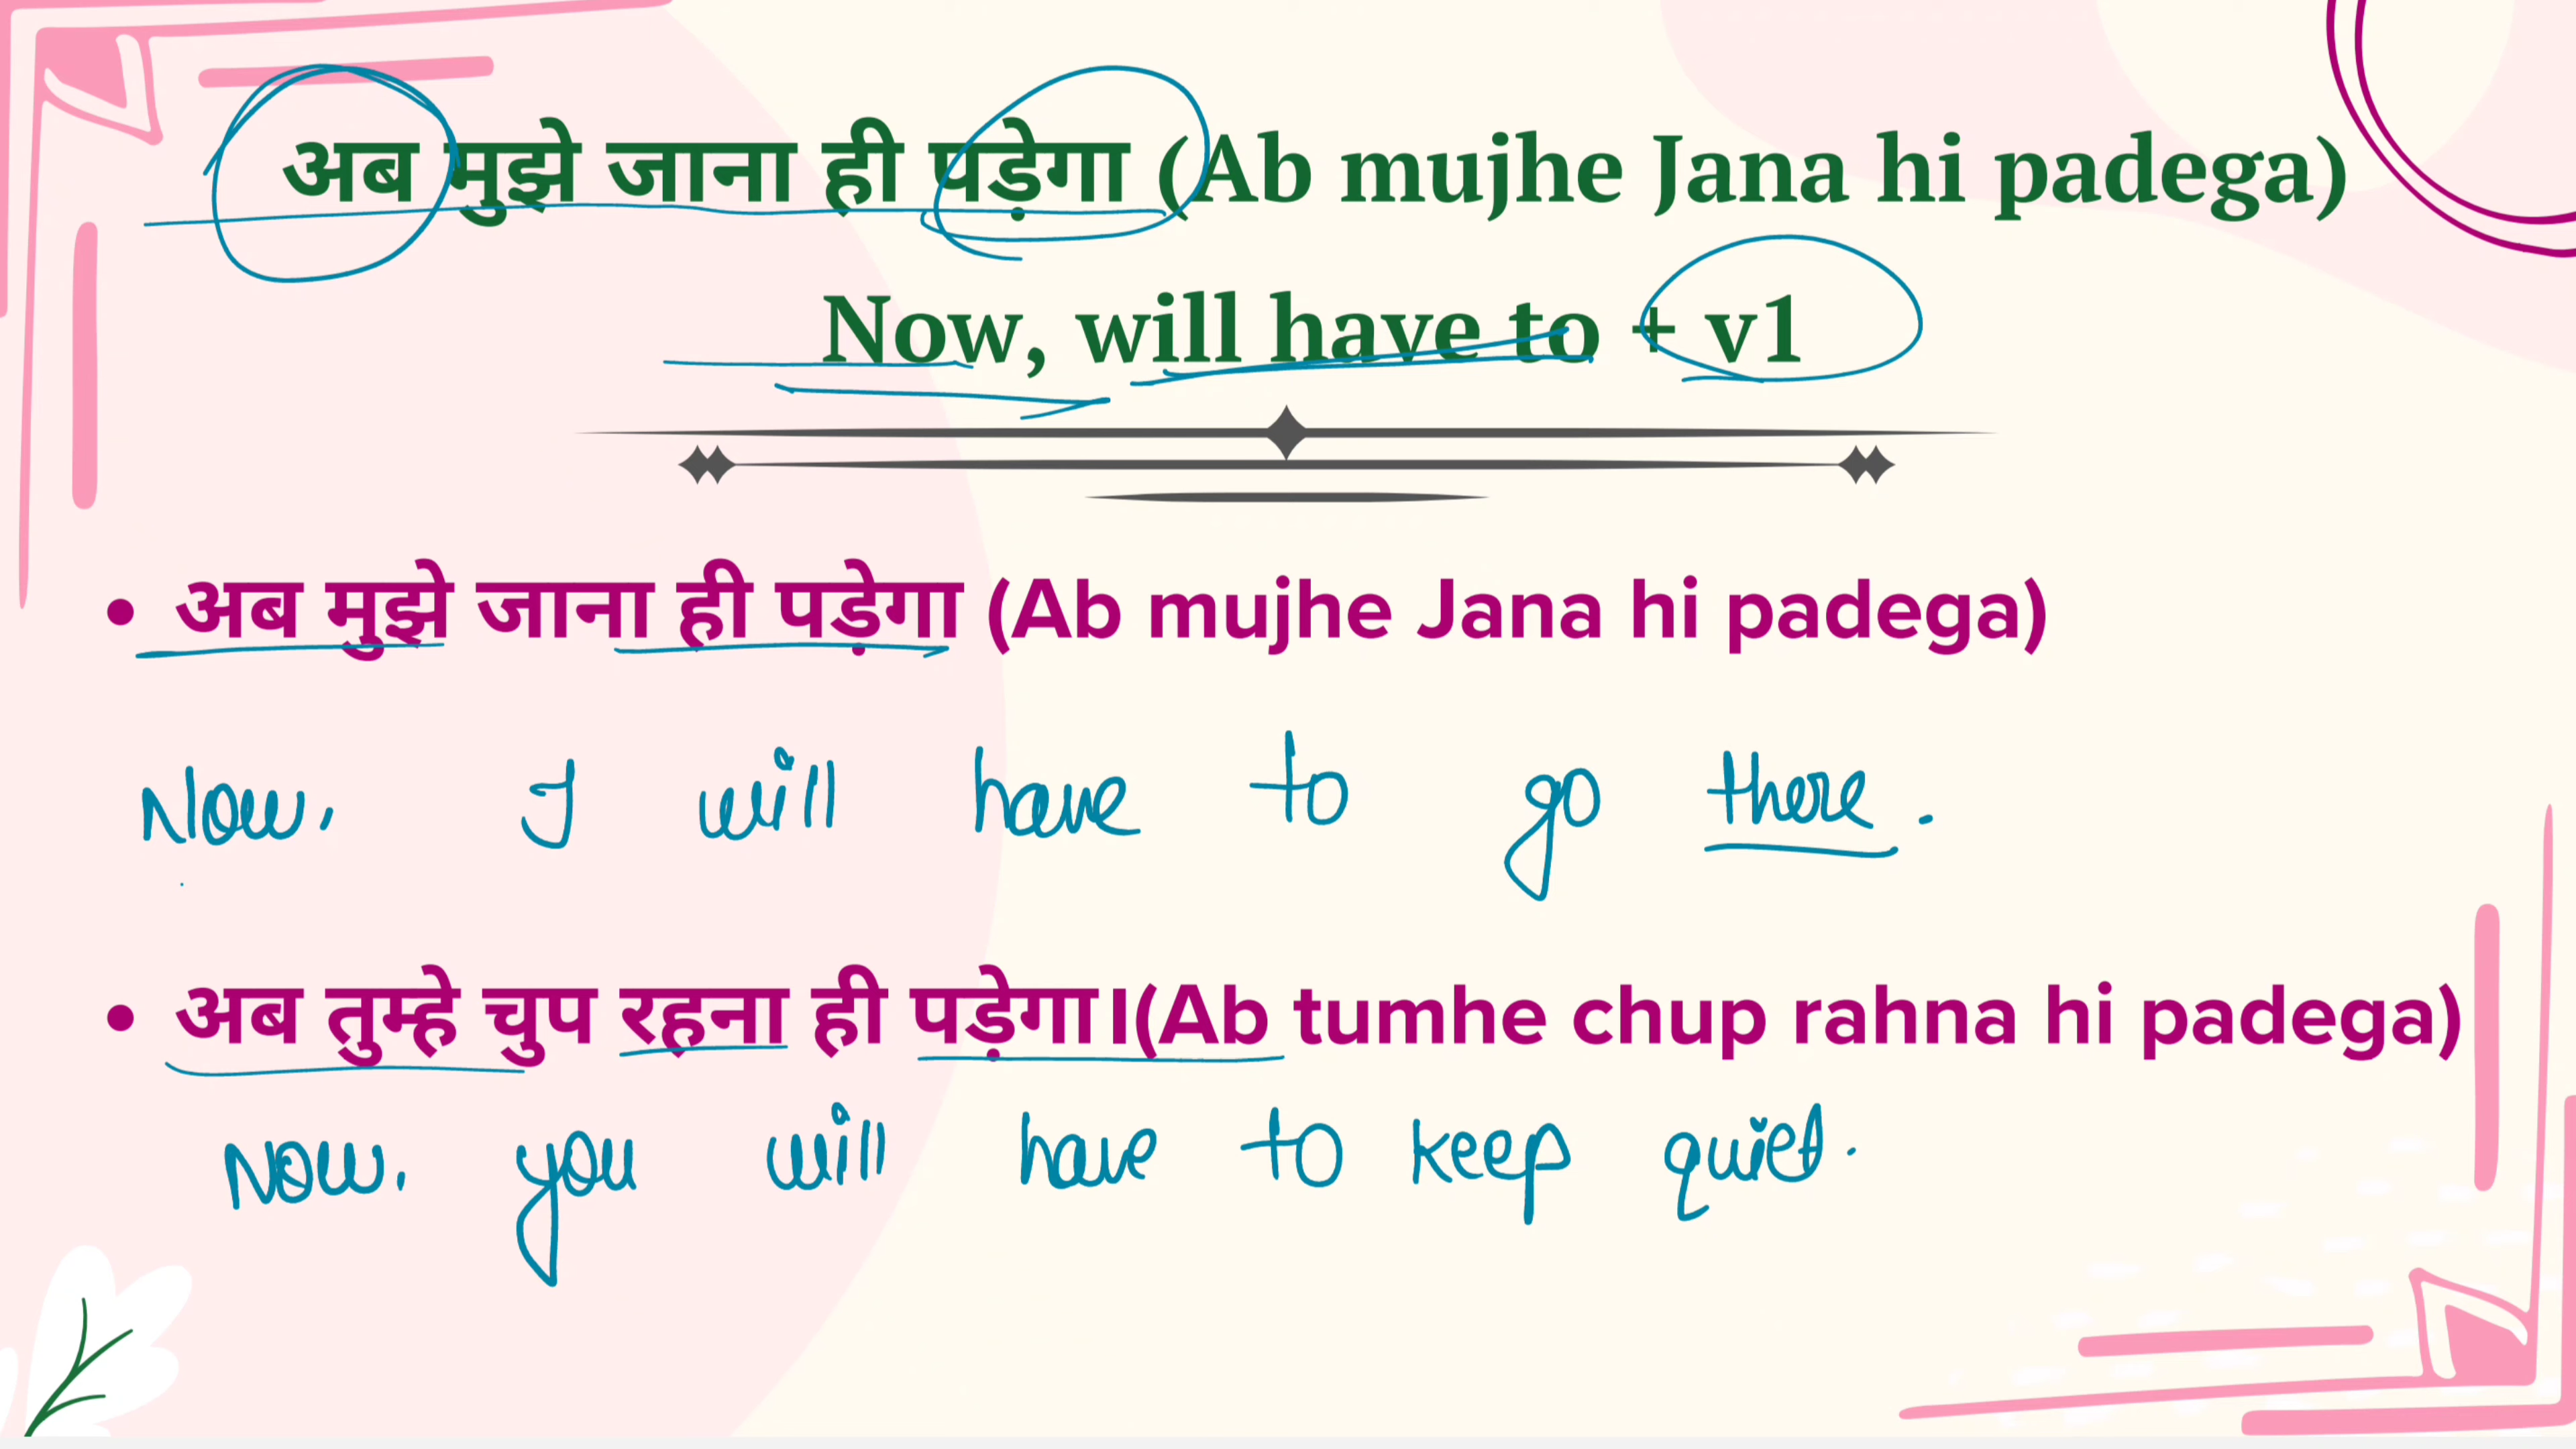 अब मुझे जाना ही पड़ेगा (Ab mujhe Jana hi padega)
Now, will have to + v1
• अब मुझे जाना ही पड़ेगा (Ab mujhe Jana hi padega)
Now, I will have to go there.
• अब तुम्हे चुप रहना ही पड़ेगा।(Ab tumhe chup rahna hi padega)
Now, you will have to keep quiet.